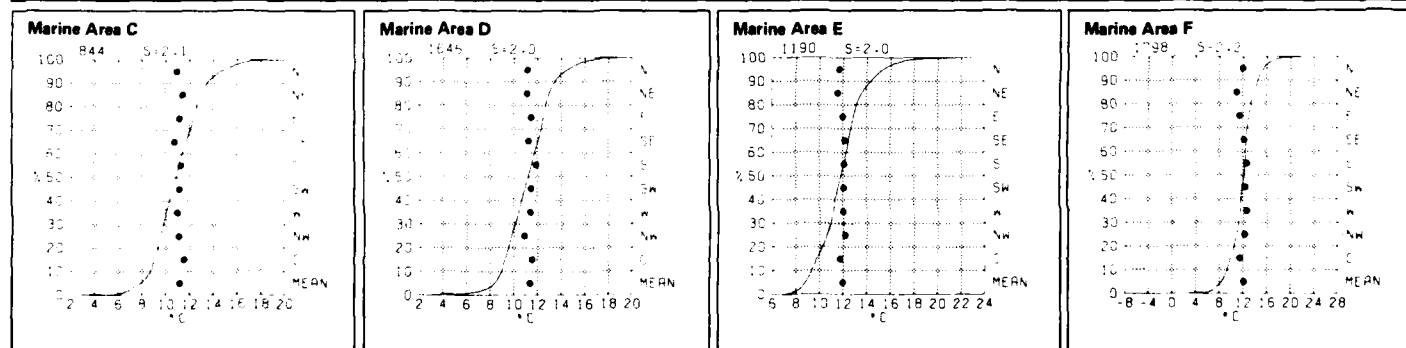 Marine Area C
844 S=2.1
100
90
80
70
60
% 50
40
30
20
10
0
2 4 6 8 10 12 14 16 18 20
°C
N
SW
NW
C
MEAN
Marine Area D
1645 S=2.0
100
90
80
70
60
% 50
40
30
20
10
0
2 4 6 8 10 12 14 16 18 20
°C
N
NE
E
SE
S
SW
W
NW
C
MEAN
Marine Area E
1190 S=2.0
100
90
80
70
60
% 50
40
30
20
10
0
6 8 10 12 14 16 18 20 22 24
°C
N
NE
E
SE
S
SW
W
NW
C
MEAN
Marine Area F
S=2.2
100
90
80
70
60
% 50
40
30
20
10
0
-8 -4 0 4 8 12 16 20 24 28
°C
N
NE
E
SE
S
SW
W
NW
C
MEAN